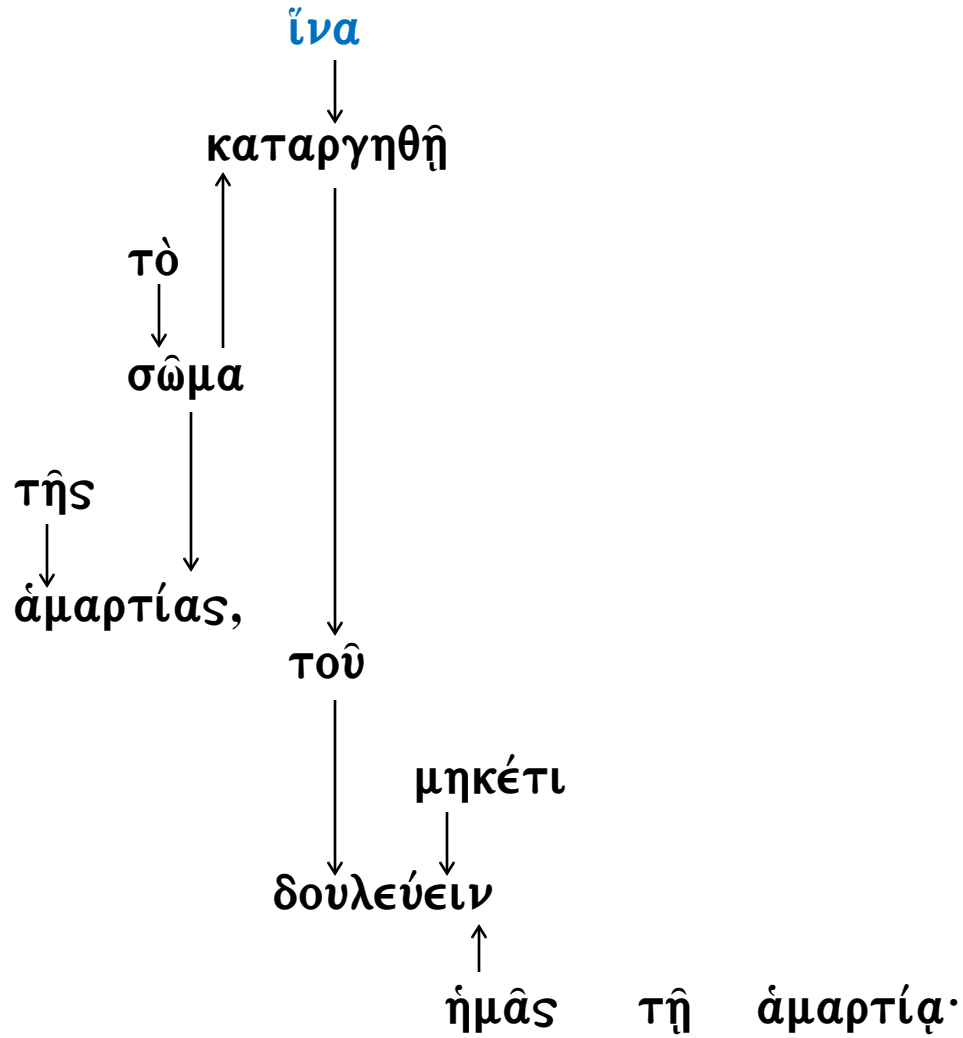 ἵνα
καταργηθῇ
τὸ
σῶμα
τῆς
ἁμαρτίας,
τοῦ
μηκέτι
δουλεύειν
ἡμᾶς τῇ ἁμαρτίᾳ·